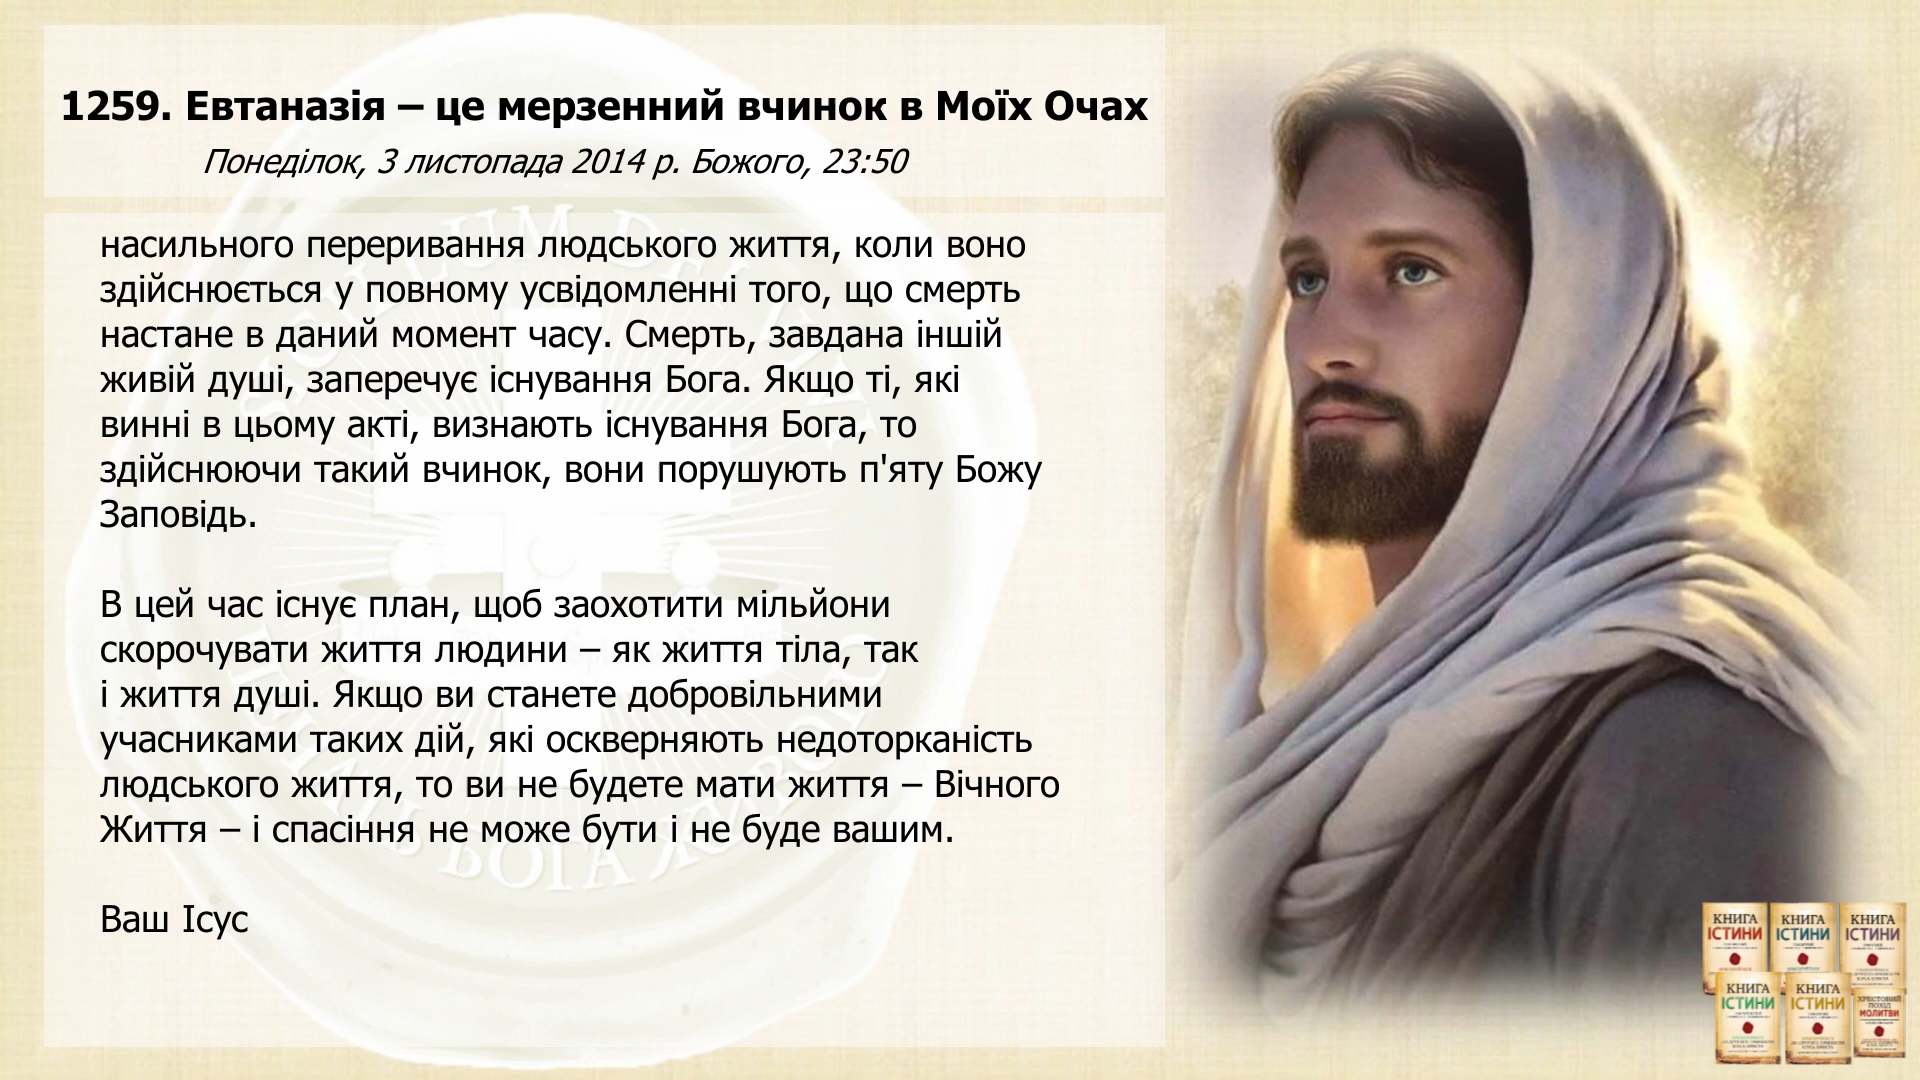 1259. Евтаназія – це мерзенний вчинок в Моїх Очах
Понеділок, 3 листопада 2014 р. Божого, 23:50
насильного переривання людського життя, коли воно
здійснюється у повному усвідомленні того, що смерть
настане в даний момент часу. Смерть, завдана іншій
живій душі, заперечує існування Бога. Якщо ті, які
винні в цьому акті, визнають існування Бога, то
здійснюючи такий вчинок, вони порушують п'яту Божу
Заповідь.
В цей час існує план, щоб заохотити мільйони
скорочувати життя людини – як життя тіла, так
і життя душі. Якщо ви станете добровільними
учасниками таких дій, які оскверняють недоторканість
людського життя, то ви не будете мати життя – Вічного
Життя – і спасіння не може бути і не буде вашим.
Ваш Ісус
КНИГА ІСТИНИ
КНИГА ІСТИНИ
КНИГА ІСТИНИ
КНИГА ІСТИНИ
КНИГА ІСТИНИ
ХРЕСТОВИЙ ПОХІД МОЛИТВИ
БОГА ЖИВОГО